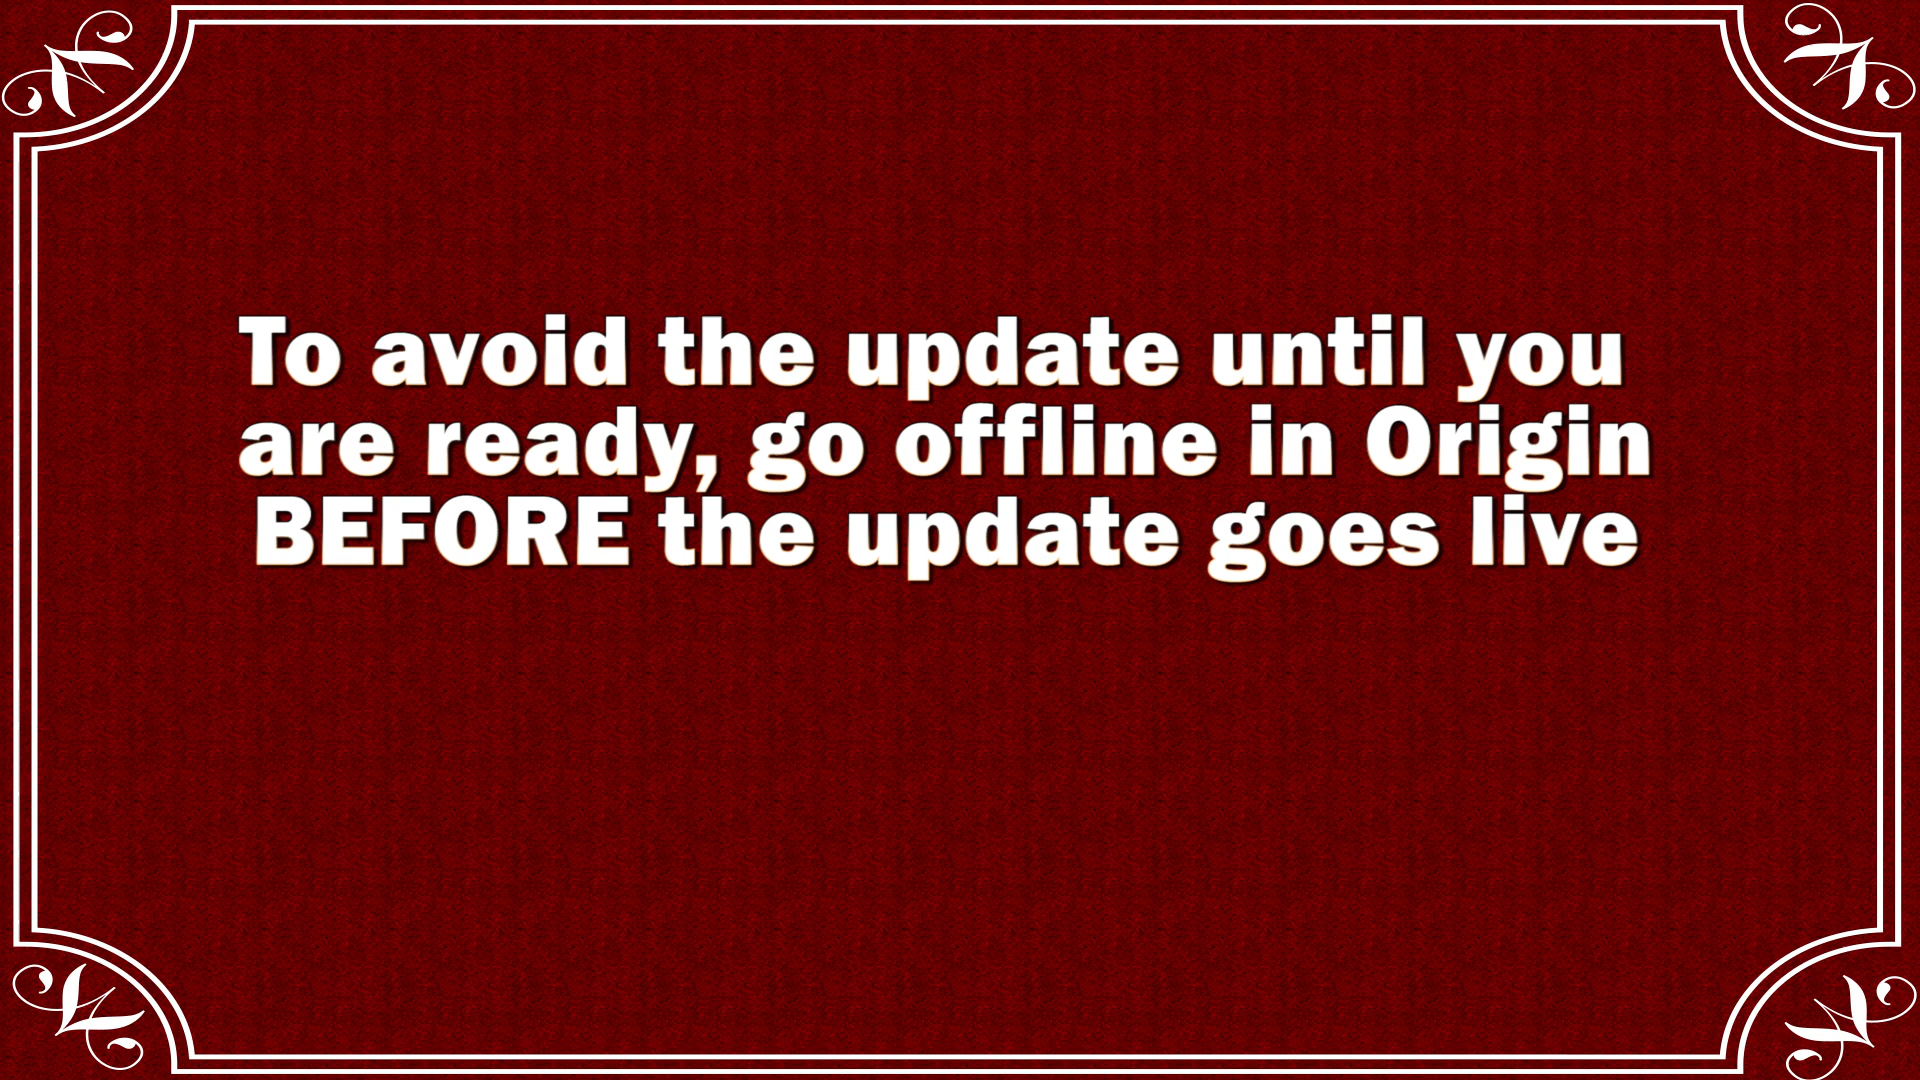 To avoid the update until you
are ready, go offline in Origin
BEFORE the update goes live